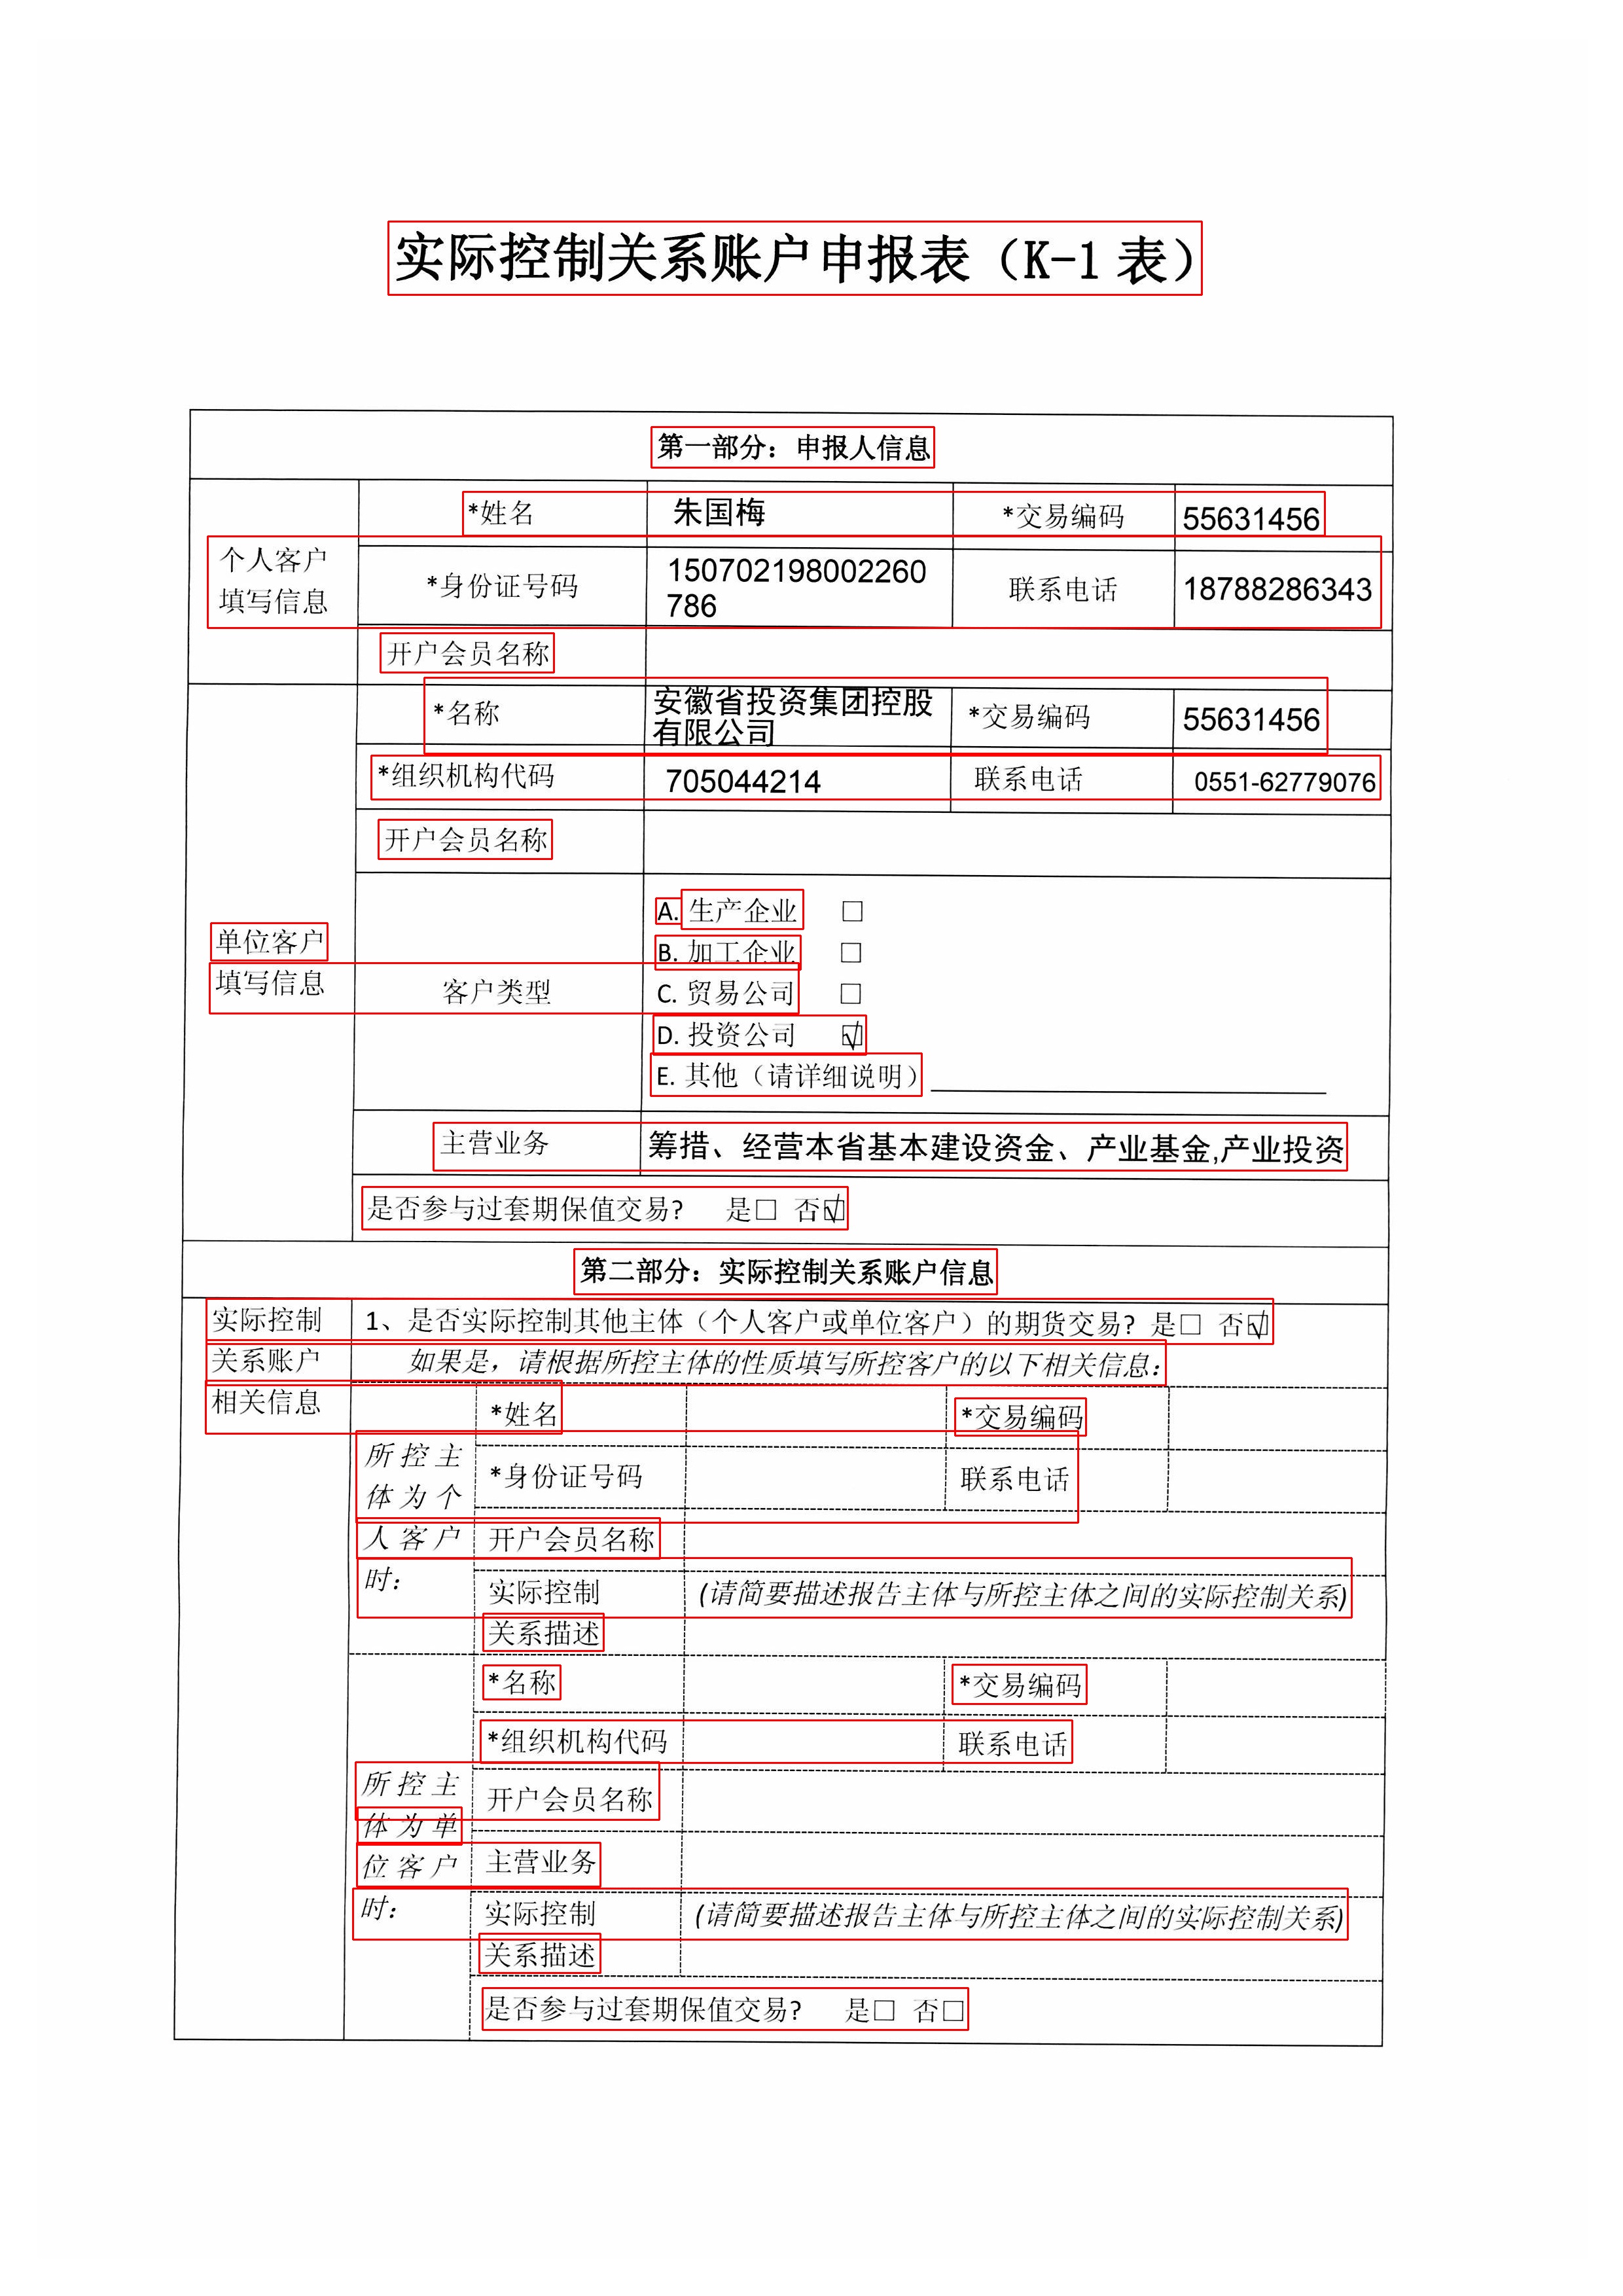 实际控制关系账户申报表（K-1 表）
第一部分：申报人信息
*姓名 朱国梅 *交易编码 55631456
个人客户
填写信息
*身份证号码 150702198002260
786
联系电话 18788286343
开户会员名称
*名称 安徽省投资集团控股
有限公司
*交易编码 55631456
*组织机构代码 705044214 联系电话 0551-62779076
开户会员名称
单位客户
填写信息
客户类型
A. 生产企业 □
B. 加工企业 □
C. 贸易公司 □
D. 投资公司 ☑
E. 其他（请详细说明）
主营业务 筹措、经营本省基本建设资金、产业基金,产业投资
是否参与过套期保值交易? 是□ 否☑
第二部分：实际控制关系账户信息
实际控制
关系账户
相关信息
1、是否实际控制其他主体（个人客户或单位客户）的期货交易? 是□ 否☑
如果是，请根据所控主体的性质填写所控客户的以下相关信息：
所控主
体为个
人客户
时：
*姓名 *交易编码
*身份证号码 联系电话
开户会员名称
实际控制
关系描述
(请简要描述报告主体与所控主体之间的实际控制关系)
所控主
体为单
位客户
时：
*名称 *交易编码
*组织机构代码 联系电话
开户会员名称
主营业务
实际控制
关系描述
(请简要描述报告主体与所控主体之间的实际控制关系)
是否参与过套期保值交易? 是□ 否□